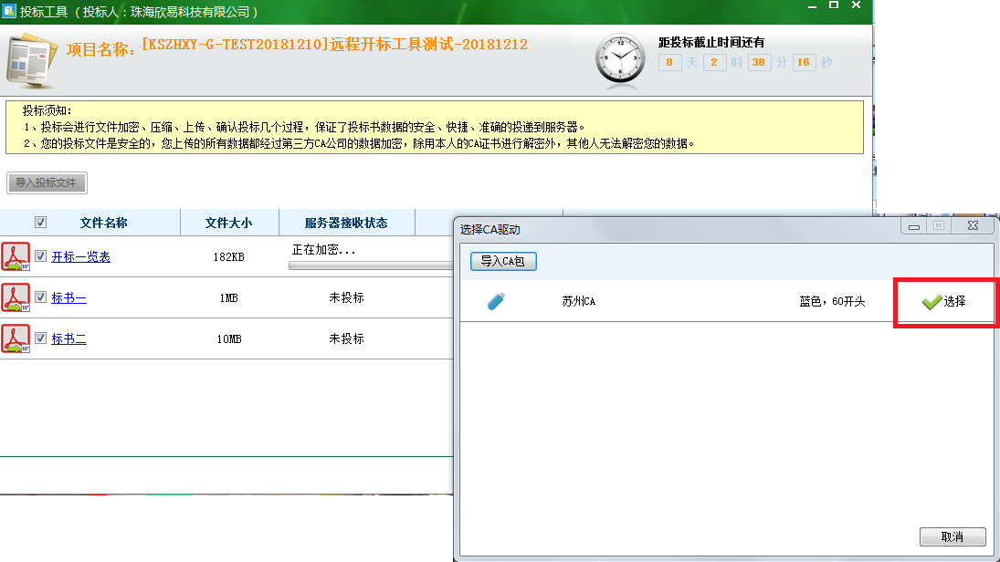 投标工具（投标人：珠海欣易科技有限公司）
项目名称：[KSZHXY-G-TEST20181210]远程开标工具测试-20181212
距投标截止时间还有
8 天 2 时 38 分 16 秒
投标须知：
1、投标会进行文件加密、压缩、上传、确认投标几个过程，保证了投标书数据的安全、快捷、准确的投递到服务器。
2、您的投标文件是安全的，您上传的所有数据都经过第三方CA公司的数据加密，除用本人的CA证书进行解密外，其他人无法解密您的数据。
导入投标文件
文件名称 文件大小 服务器接收状态
开标一览表 182KB 正在加密...
标书一 1MB 未投标
标书二 10MB 未投标
选择CA驱动
导入CA包
苏州CA 蓝色，60开头 选择
取消